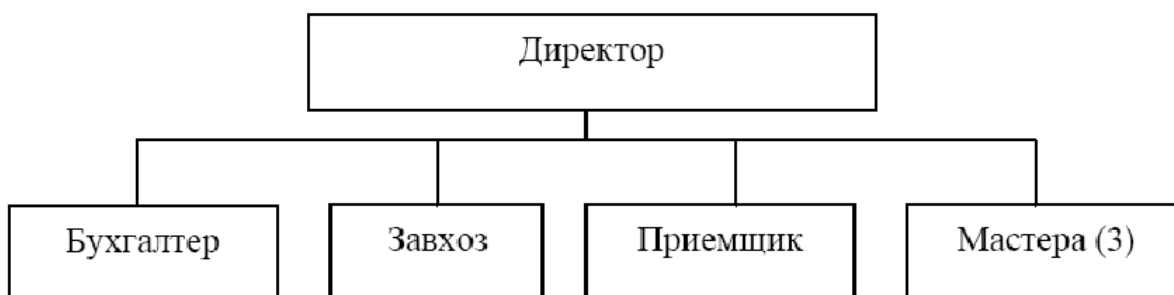 Директор
Бухгалтер
Завхоз
Приемщик
Мастера (3)